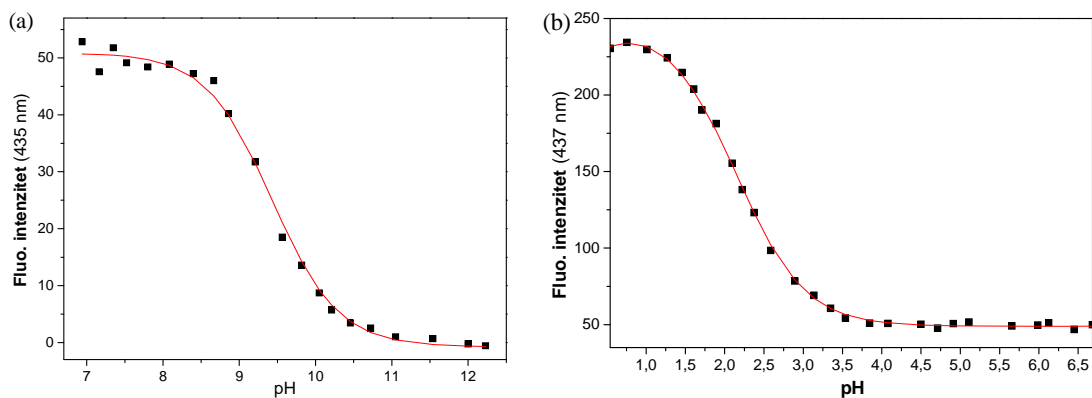 (a)
Fluo. intenzitet (435 nm)
50
40
30
20
10
0
7 8 9 10 11 12
pH
(b)
Fluo. intenzitet (437 nm)
250
200
150
100
50
1,0 1,5 2,0 2,5 3,0 3,5 4,0 4,5 5,0 5,5 6,0 6,5
pH